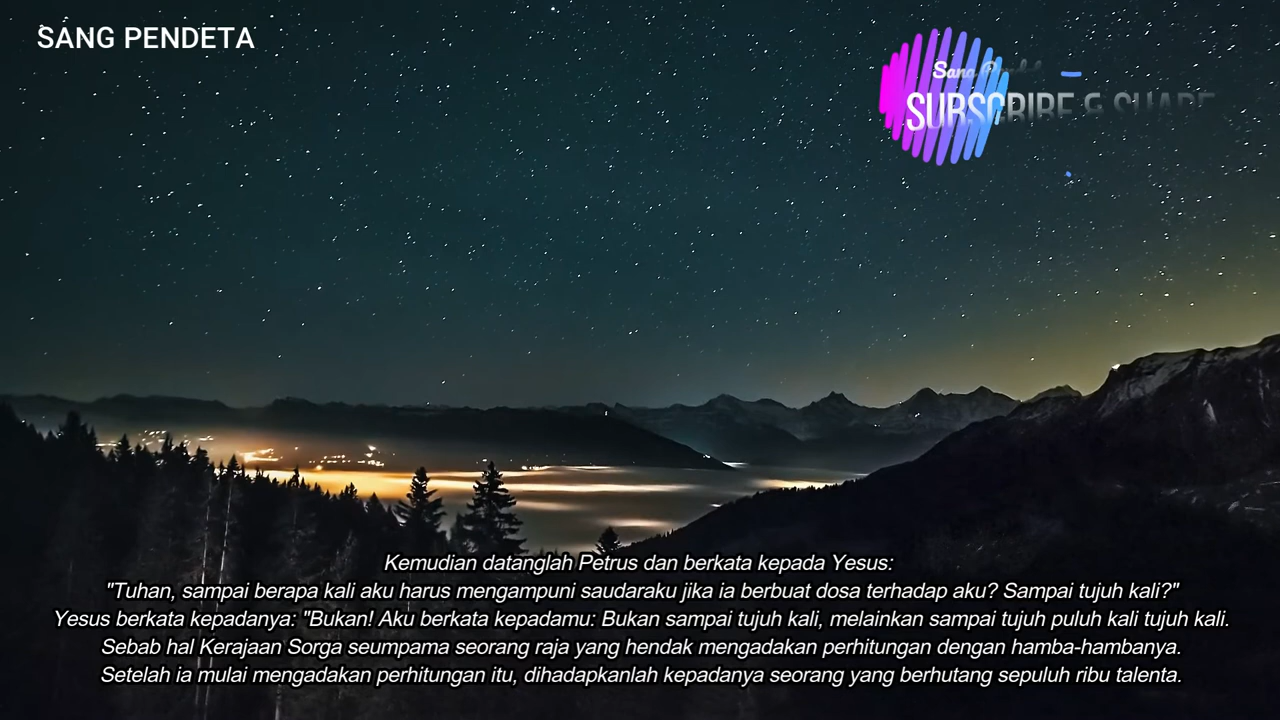 SANG PENDETA
Sang
SUBSCRIBE & SHARE
Kemudian datanglah Petrus dan berkata kepada Yesus:
"Tuhan, sampai berapa kali aku harus mengampuni saudaraku jika ia berbuat dosa terhadap aku? Sampai tujuh kali?"
Yesus berkata kepadanya: "Bukan! Aku berkata kepadamu: Bukan sampai tujuh kali, melainkan sampai tujuh puluh kali tujuh kali.
Sebab hal Kerajaan Sorga seumpama seorang raja yang hendak mengadakan perhitungan dengan hamba-hambanya.
Setelah ia mulai mengadakan perhitungan itu, dihadapkanlah kepadanya seorang yang berhutang sepuluh ribu talenta.